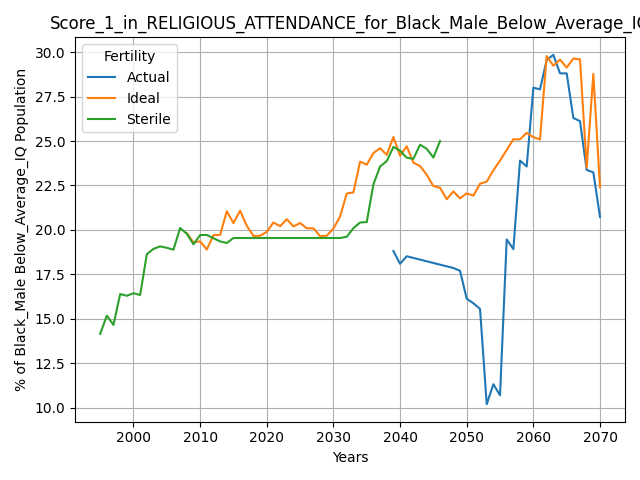 Score_1_in_RELIGIOUS_ATTENDANCE_for_Black_Male_Below_Average_IQ
% of Black_Male Below_Average_IQ Population
30.0
27.5
25.0
22.5
20.0
17.5
15.0
12.5
10.0
Fertility
Actual
Ideal
Sterile
2000 2010 2020 2030 2040 2050 2060 2070
Years